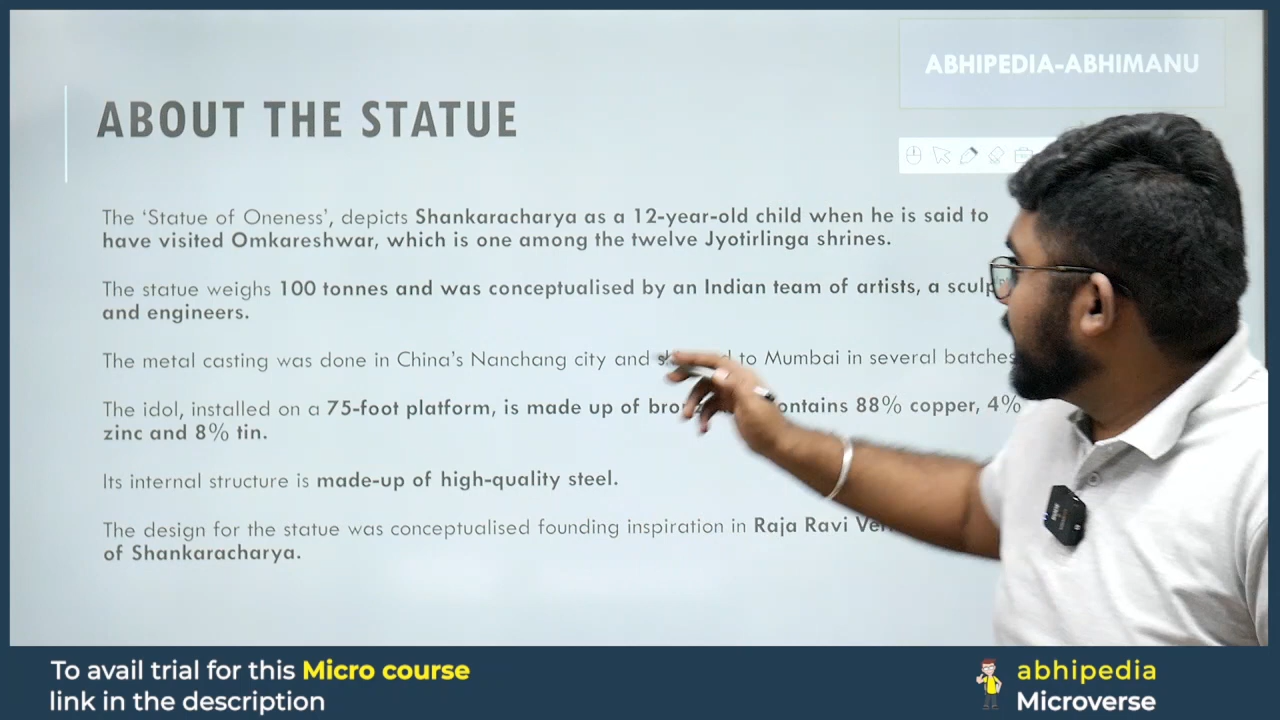 ABHIPEDIA-ABHIMANU
ABOUT THE STATUE
The ‘Statue of Oneness’, depicts Shankaracharya as a 12-year-old child when he is said to
have visited Omkareshwar, which is one among the twelve Jyotirlinga shrines.
The statue weighs 100 tonnes and was conceptualised by an Indian team of artists, a
and engineers.
The metal casting was done in China’s Nanchang city and to Mumbai in several batches
The idol, installed on a 75-foot platform, is made up of 88% copper, 4%
zinc and 8% tin.
Its internal structure is made-up of high-quality steel.
The design for the statue was conceptualised founding inspiration in Raja Ravi
of Shankaracharya.
To avail trial for this Micro course
link in the description
abhipedia
Microverse